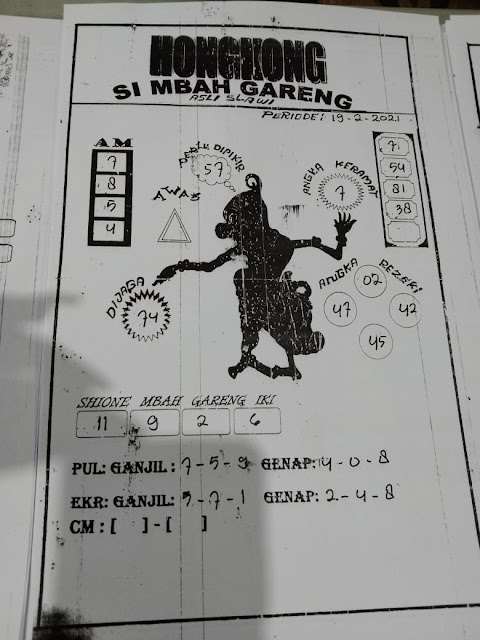 HONGKONG
SI MBAH GARENG
ASLI SLAWI
PERIODE: 19-2-2021
AM
7
8
5
4
PERLU DIPIKIR
57
AWAS
ANGKA KERAMAT
7
71
54
81
38
DIJAGA
74
ANGKA REZEKI
02
47
42
45
SHIONE MBAH GARENG IKI
11 9 2 6
PUL: GANJIL: 7-5-9 GENAP: 4-0-8
EKR: GANJIL: 5-7-1 GENAP: 2-4-8
CM : [ ] - [ ]